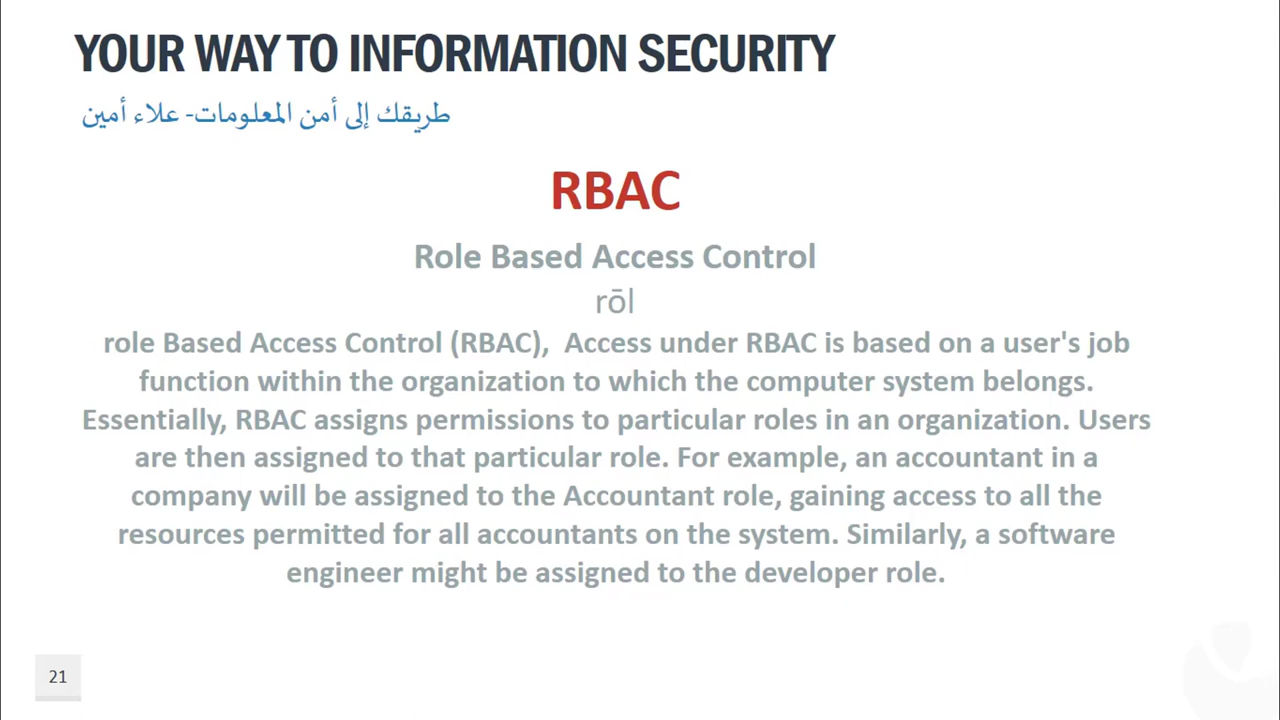 YOUR WAY TO INFORMATION SECURITY
طريقك إلى أمن المعلومات- علاء أمين
RBAC
Role Based Access Control
rōl
role Based Access Control (RBAC),  Access under RBAC is based on a user's job
function within the organization to which the computer system belongs.
Essentially, RBAC assigns permissions to particular roles in an organization. Users
are then assigned to that particular role. For example, an accountant in a
company will be assigned to the Accountant role, gaining access to all the
resources permitted for all accountants on the system. Similarly, a software
engineer might be assigned to the developer role.
21